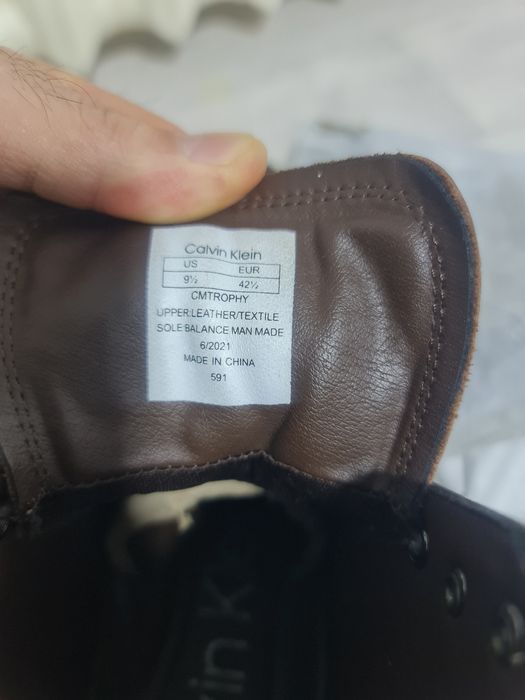 Calvin Klein
US EUR
9½ 42½
CMTROPHY
UPPER:LEATHER/TEXTILE
SOLE:BALANCE MAN MADE
6/2021
MADE IN CHINA
591
vin K